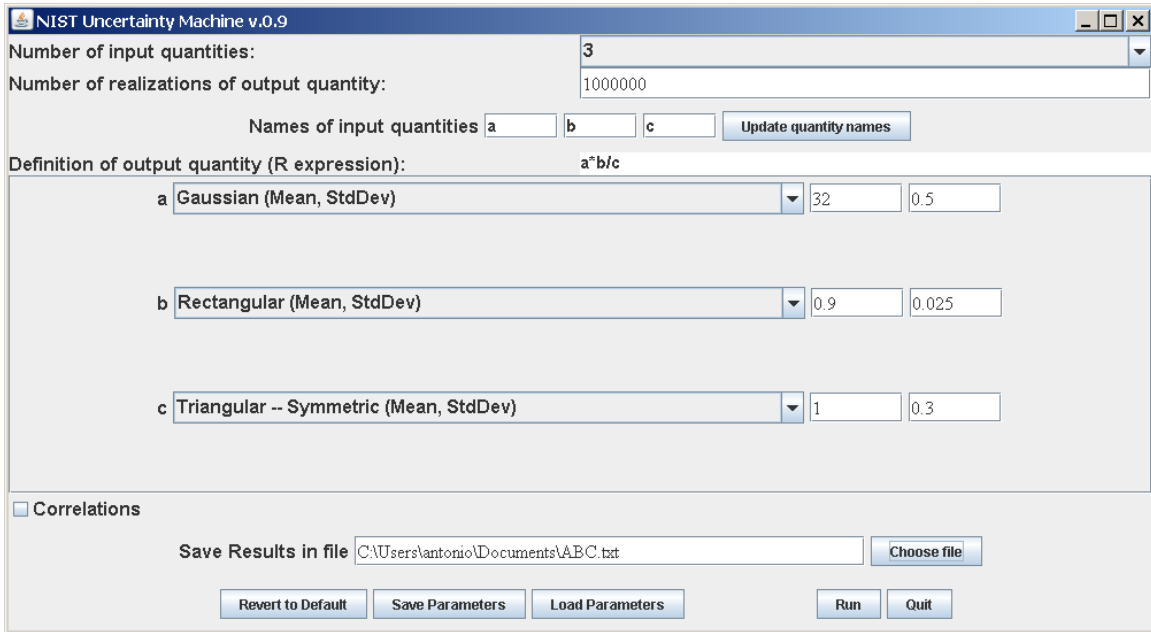 NIST Uncertainty Machine v.0.9
Number of input quantities: 3
Number of realizations of output quantity: 1000000
Names of input quantities a b c Update quantity names
Definition of output quantity (R expression): a*b/c
a Gaussian (Mean, StdDev) 32 0.5
b Rectangular (Mean, StdDev) 0.9 0.025
c Triangular -- Symmetric (Mean, StdDev) 1 0.3
Correlations
Save Results in file C:\Users\antonio\Documents\ABC.txt Choose file
Revert to Default Save Parameters Load Parameters Run Quit